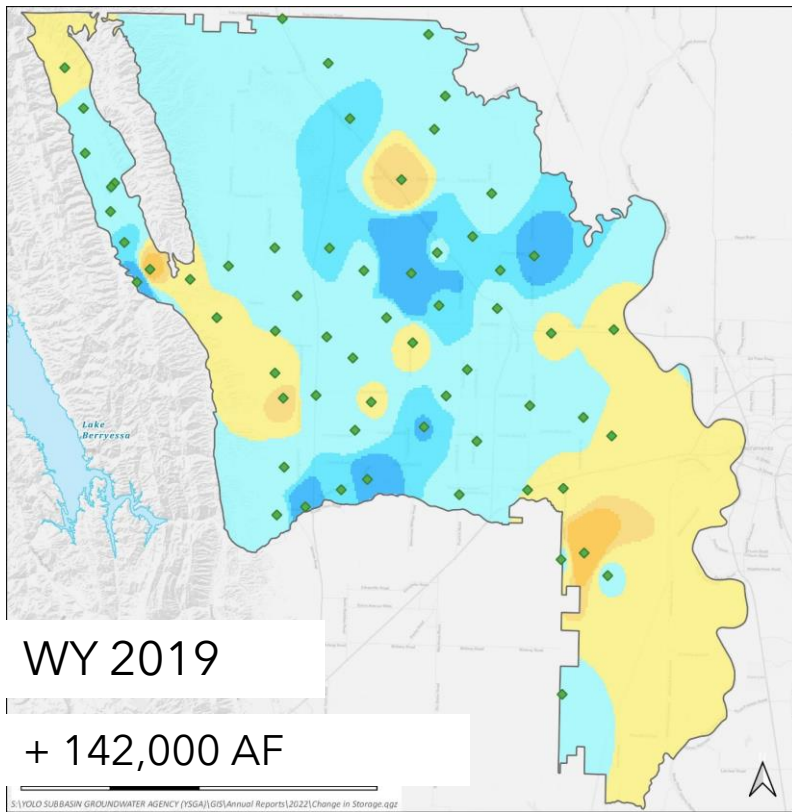 Lake
Berryessa
WY 2019
+ 142,000 AF
S:\YOLO SUBBASIN GROUNDWATER AGENCY (YSGA)\GIS\Annual Reports\2022\Change in Storage.qgz